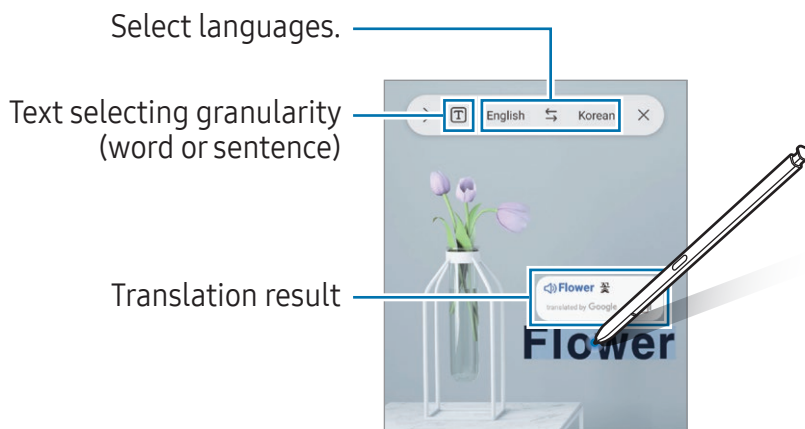 Select languages.
Text selecting granularity
(word or sentence)
T English Korean
Translation result
Flower 꽃
translated by Google
Flower